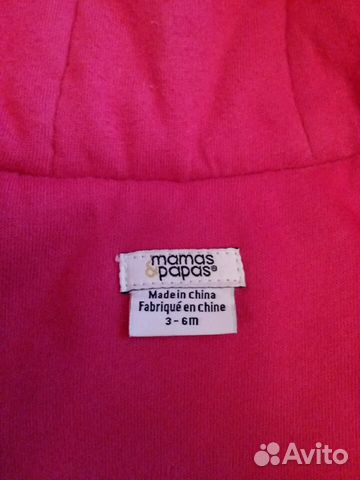 mamas
& papas®
Made in China
Fabriqué en Chine
3-6m
Avito